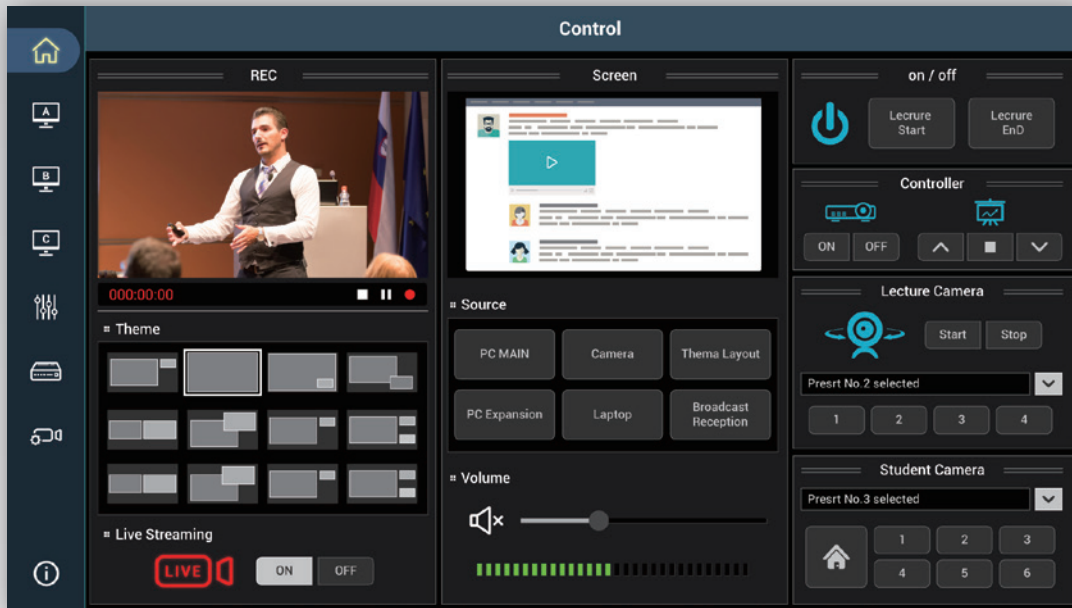 Control
A
B
C
REC
000:00:00
Theme
Live Streaming
LIVE
ON
OFF
Screen
Source
PC MAIN
Camera
Thema Layout
PC Expansion
Laptop
Broadcast
Reception
Volume
on / off
Lecrure
Start
Lecrure
EnD
Controller
ON
OFF
Lecture Camera
Start
Stop
Presrt No.2 selected
1
2
3
4
Student Camera
Presrt No.3 selected
1
2
3
4
5
6